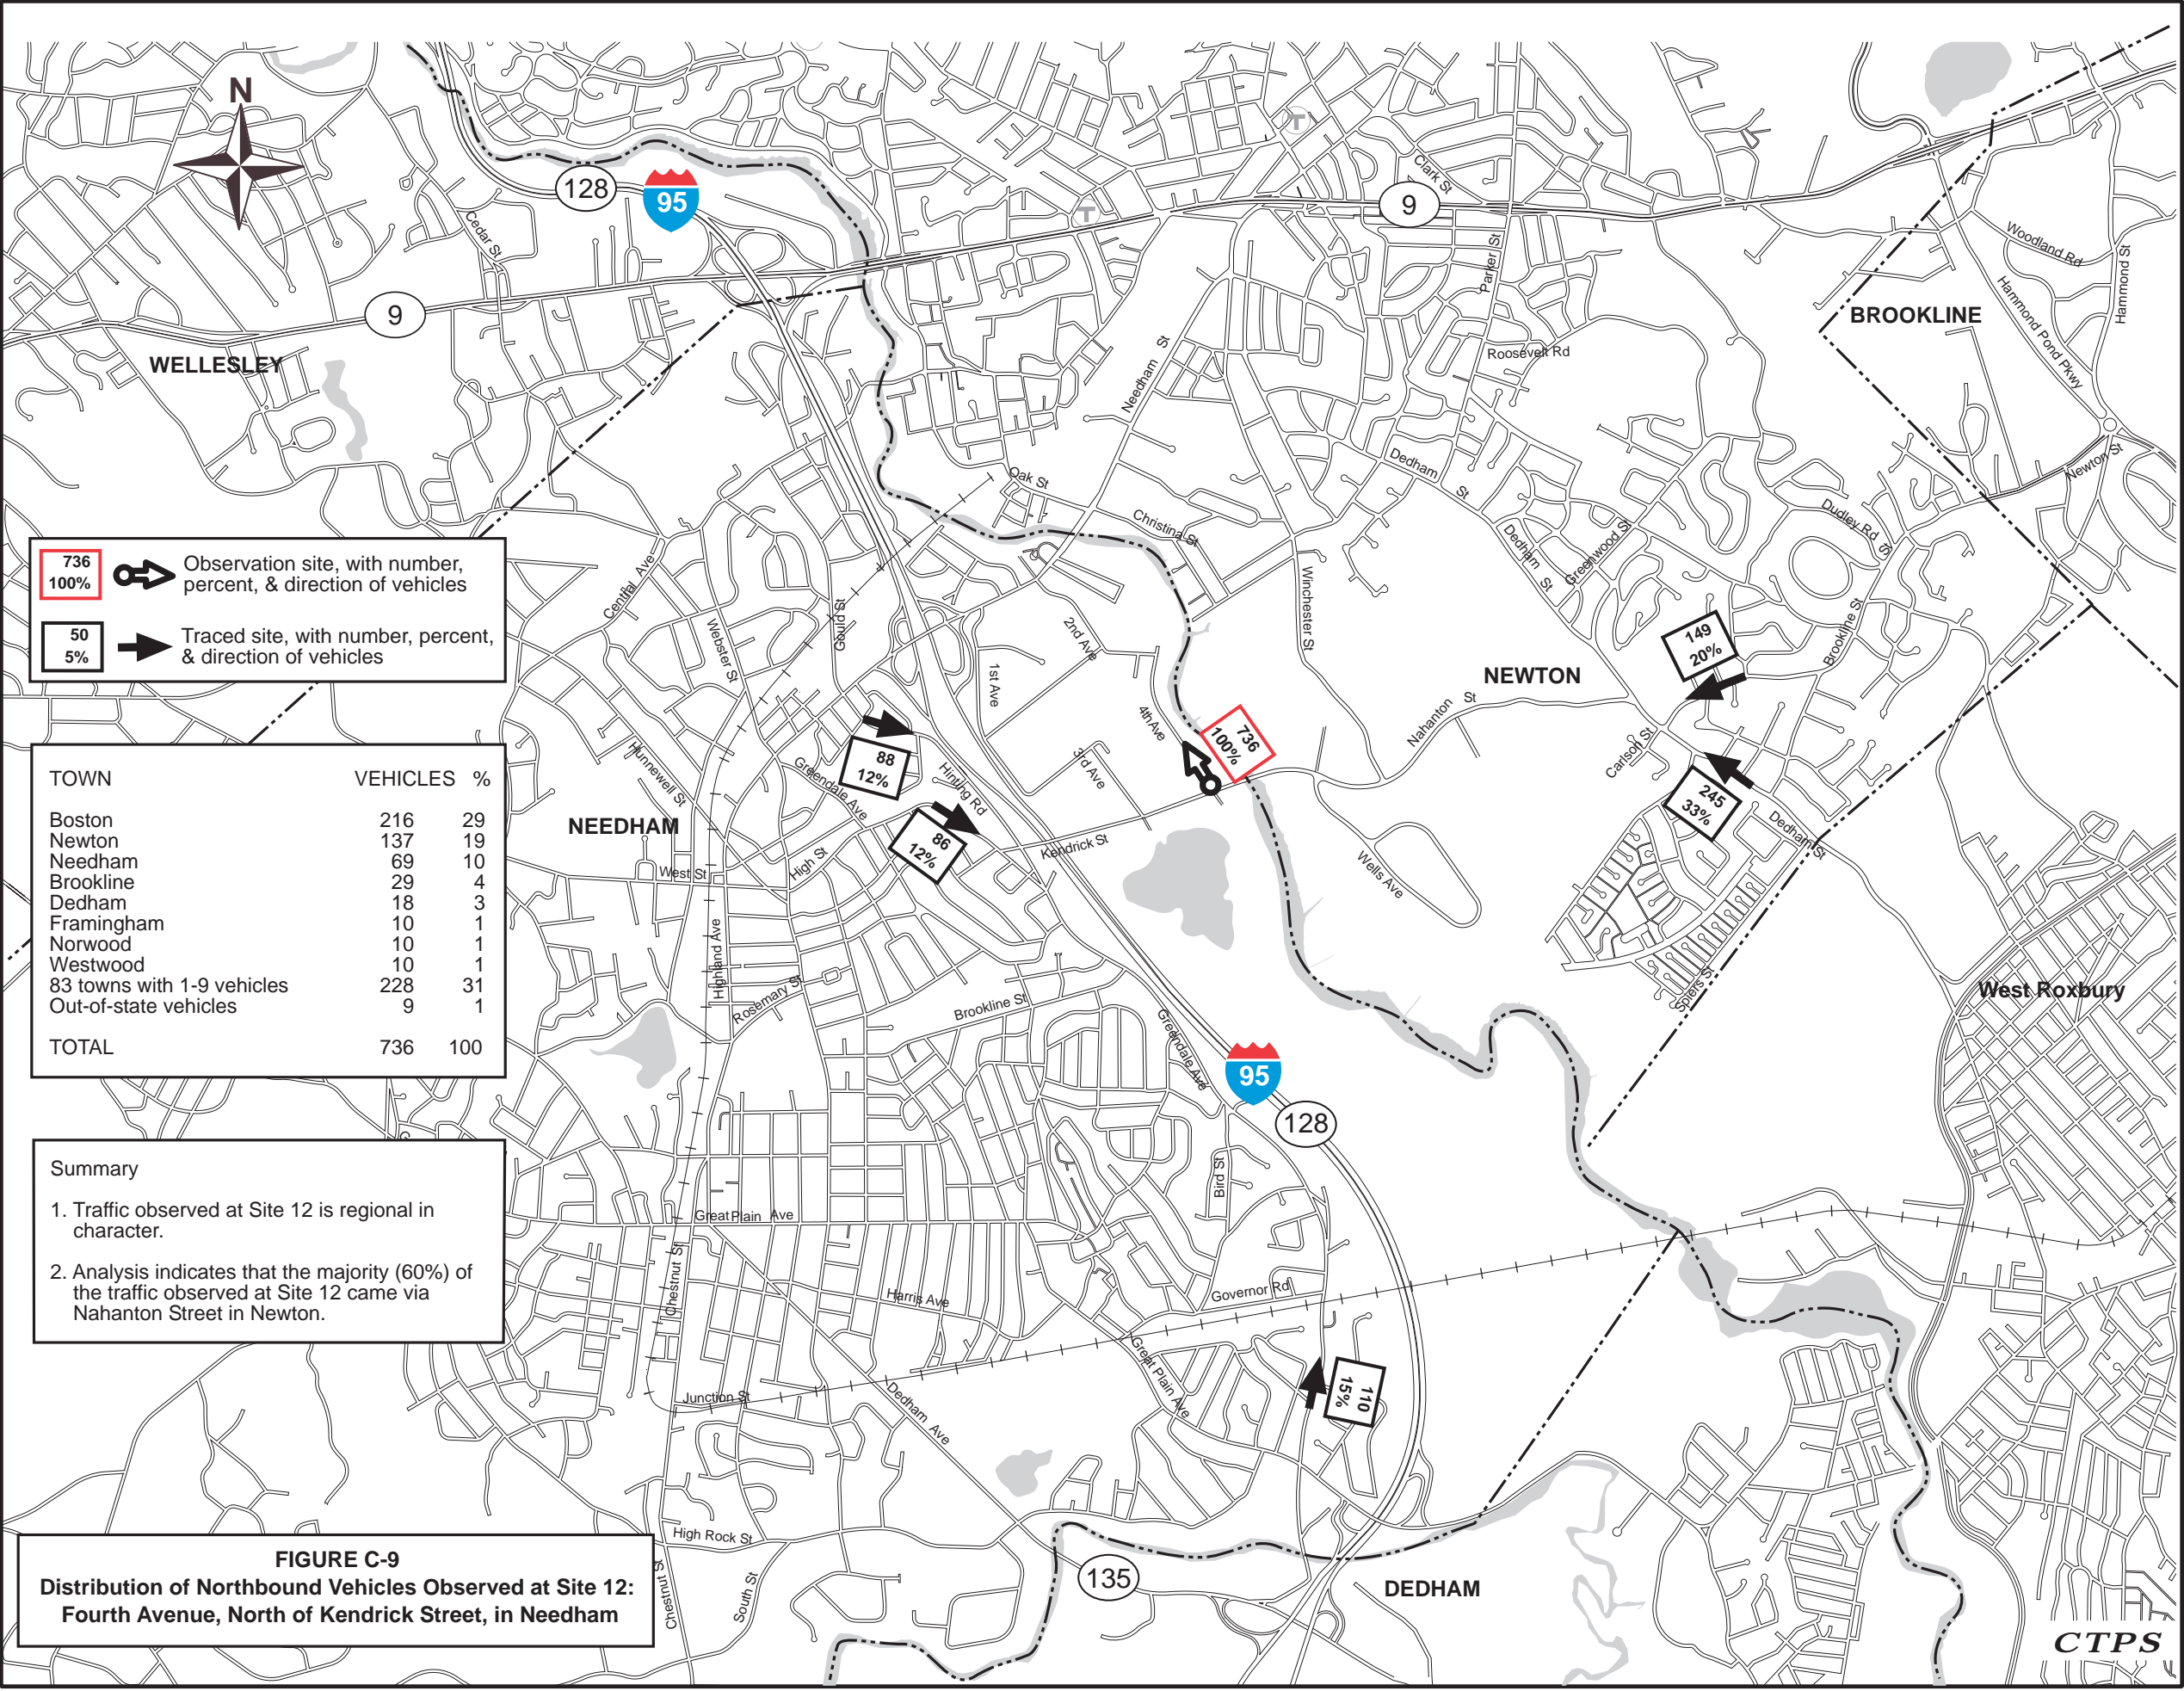 N
128
95
9
Clark St
Cedar St
9
WELLESLEY
Parker St
Woodland Rd
Hammond St
Hammond Pond Pkwy
BROOKLINE
Roosevelt Rd
Needham St
Newton St
Oak St
Dedham St
Christina St
Dudley Rd
Dedham St
Greenwood St
736
100%
Observation site, with number,
percent, & direction of vehicles
50
5%
Traced site, with number, percent,
& direction of vehicles
Central Ave
Gould St
Webster St
2nd Ave
Winchester St
Brookline St
St
149
20%
NEWTON
1st Ave
4th Ave
736
100%
Nahanton St
Carlson St
3rd Ave
88
12%
Hunting Rd
Greendale Ave
Hunnewell St
NEEDHAM
86
12%
245
33%
Dedham St
Kendrick St
Wells Ave
High St
West St
TOWN VEHICLES %
Boston 216 29
Newton 137 19
Needham 69 10
Brookline 29 4
Dedham 18 3
Framingham 10 1
Norwood 10 1
Westwood 10 1
83 towns with 1-9 vehicles 228 31
Out-of-state vehicles 9 1
TOTAL 736 100
Highland Ave
Rosemary St
Brookline St
Greendale Ave
Spiers St
West Roxbury
95
128
Summary
1. Traffic observed at Site 12 is regional in
character.
2. Analysis indicates that the majority (60%) of
the traffic observed at Site 12 came via
Nahanton Street in Newton.
Bird St
Great Plain Ave
Chestnut St
Harris Ave
Governor Rd
Great Plain Ave
110
15%
Junction St
Dedham Ave
High Rock St
Chestnut St
South St
135
DEDHAM
FIGURE C-9
Distribution of Northbound Vehicles Observed at Site 12:
Fourth Avenue, North of Kendrick Street, in Needham
CTPS